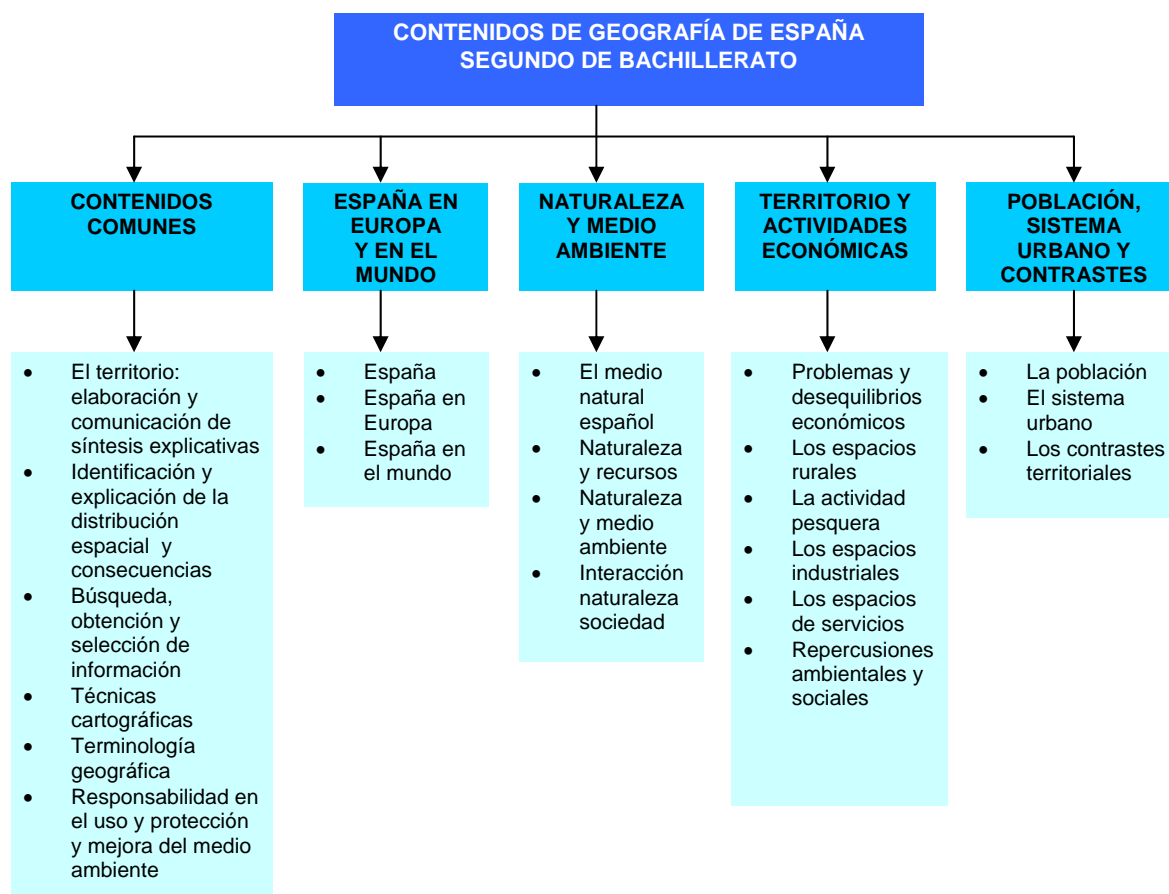 CONTENIDOS DE GEOGRAFÍA DE ESPAÑA
SEGUNDO DE BACHILLERATO
CONTENIDOS
COMUNES
ESPAÑA EN
EUROPA
Y EN EL
MUNDO
NATURALEZA
Y MEDIO
AMBIENTE
TERRITORIO Y
ACTIVIDADES
ECONÓMICAS
POBLACIÓN,
SISTEMA
URBANO Y
CONTRASTES
• El territorio:
elaboración y
comunicación de
síntesis explicativas
• Identificación y
explicación de la
distribución
espacial y
consecuencias
• Búsqueda,
obtención y
selección de
información
• Técnicas
cartográficas
• Terminología
geográfica
• Responsabilidad en
el uso y protección
y mejora del medio
ambiente
• España
• España en
Europa
• España en
el mundo
• El medio
natural
español
• Naturaleza
y recursos
• Naturaleza
y medio
ambiente
• Interacción
naturaleza
sociedad
• Problemas y
desequilibrios
económicos
• Los espacios
rurales
• La actividad
pesquera
• Los espacios
industriales
• Los espacios
de servicios
• Repercusiones
ambientales y
sociales
• La población
• El sistema
urbano
• Los contrastes
territoriales